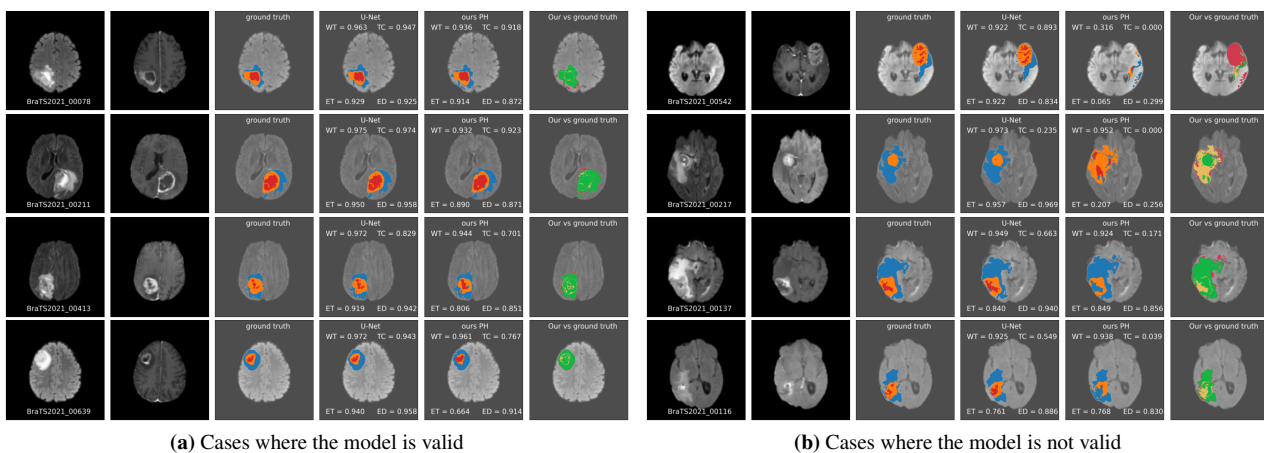 ground truth
U-Net
WT = 0.963 TC = 0.947
ours PH
WT = 0.936 TC = 0.918
Our vs ground truth
BraTS2021_00078
ET = 0.929 ED = 0.925
ET = 0.914 ED = 0.872
ground truth
U-Net
WT = 0.975 TC = 0.974
ours PH
WT = 0.932 TC = 0.923
Our vs ground truth
BraTS2021_00211
ET = 0.950 ED = 0.958
ET = 0.890 ED = 0.871
ground truth
U-Net
WT = 0.972 TC = 0.829
ours PH
WT = 0.944 TC = 0.701
Our vs ground truth
BraTS2021_00413
ET = 0.919 ED = 0.942
ET = 0.806 ED = 0.851
ground truth
U-Net
WT = 0.972 TC = 0.943
ours PH
WT = 0.961 TC = 0.767
Our vs ground truth
BraTS2021_00639
ET = 0.940 ED = 0.958
ET = 0.664 ED = 0.914
(a) Cases where the model is valid
ground truth
U-Net
WT = 0.922 TC = 0.893
ours PH
WT = 0.316 TC = 0.000
Our vs ground truth
BraTS2021_00542
ET = 0.922 ED = 0.834
ET = 0.065 ED = 0.299
ground truth
U-Net
WT = 0.973 TC = 0.235
ours PH
WT = 0.952 TC = 0.000
Our vs ground truth
BraTS2021_00217
ET = 0.957 ED = 0.969
ET = 0.207 ED = 0.256
ground truth
U-Net
WT = 0.949 TC = 0.663
ours PH
WT = 0.924 TC = 0.171
Our vs ground truth
BraTS2021_00137
ET = 0.840 ED = 0.940
ET = 0.849 ED = 0.856
ground truth
U-Net
WT = 0.925 TC = 0.549
ours PH
WT = 0.938 TC = 0.039
Our vs ground truth
BraTS2021_00116
ET = 0.761 ED = 0.886
ET = 0.768 ED = 0.830
(b) Cases where the model is not valid